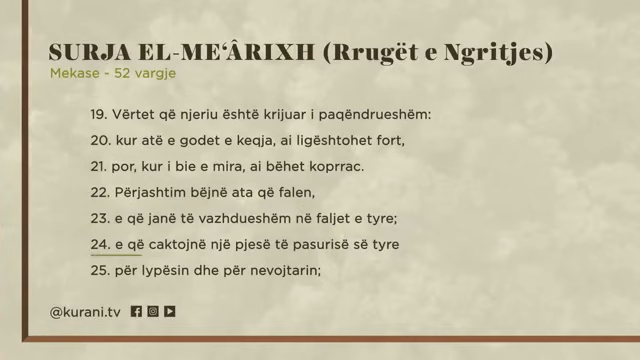 SURJA EL-ME‘ÂRIXH (Rrugët e Ngritjes)
Mekase - 52 vargje
19. Vërtet që njeriu është krijuar i paqëndrueshëm:
20. kur atë e godet e keqja, ai ligështohet fort,
21. por, kur i bie e mira, ai bëhet koprrac.
22. Përjashtim bëjnë ata që falen,
23. e që janë të vazhdueshëm në faljet e tyre;
24. e që caktojnë një pjesë të pasurisë së tyre
25. për lypësin dhe për nevojtarin;
@kurani.tv